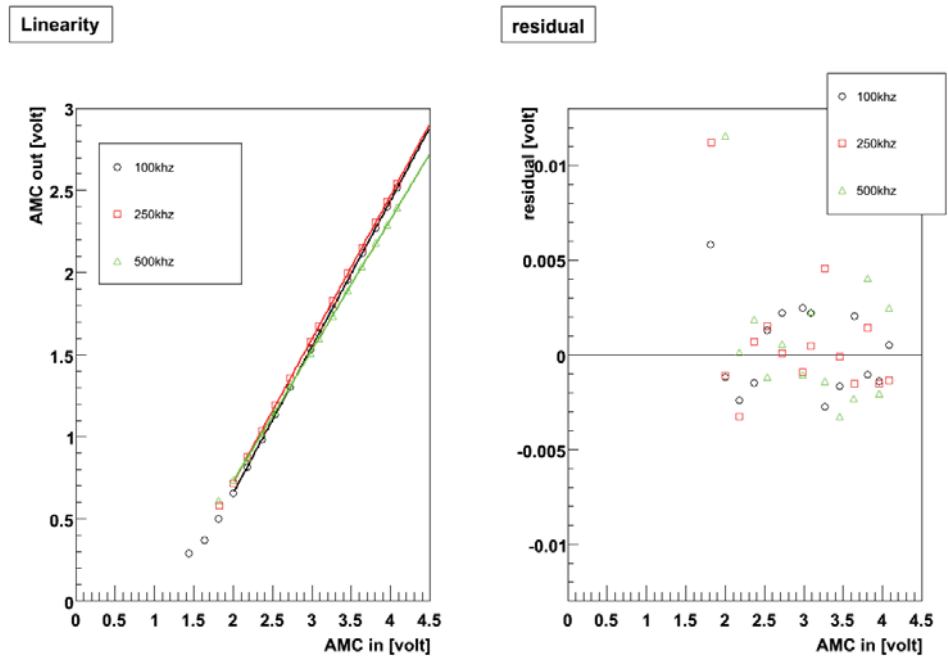 Linearity
AMC out [volt]
3
2.5
2
1.5
1
0.5
0
100khz
250khz
500khz
0 0.5 1 1.5 2 2.5 3 3.5 4 4.5
AMC in [volt]
residual
residual [volt]
0.01
0.005
0
-0.005
-0.01
100khz
250khz
500khz
0 0.5 1 1.5 2 2.5 3 3.5 4 4.5
AMC in [volt]